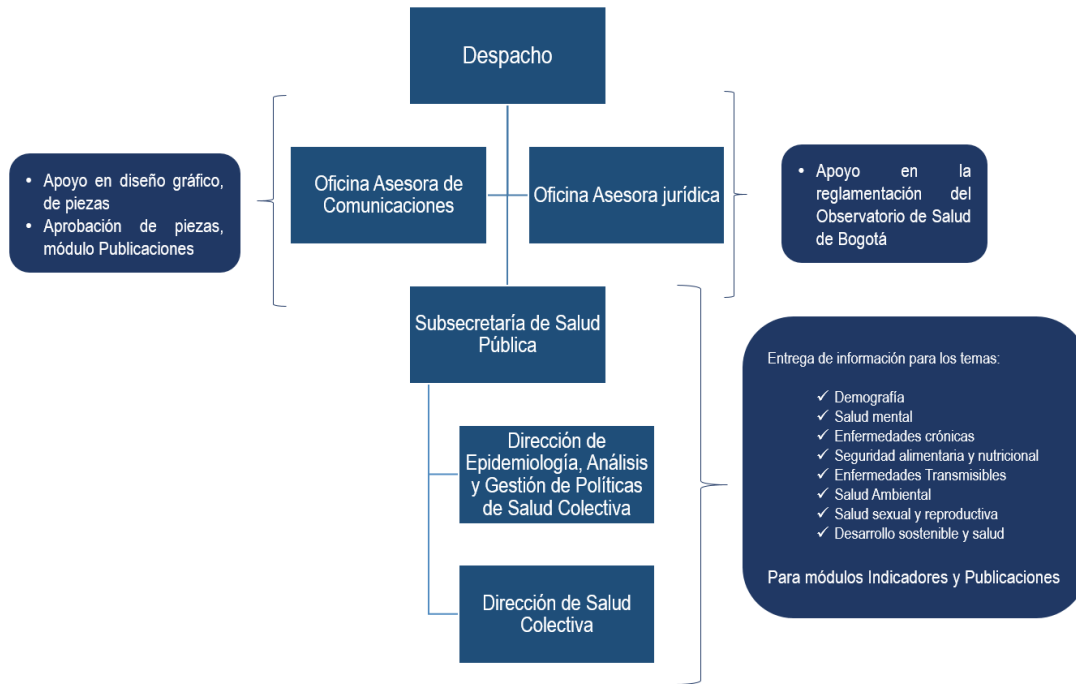 Despacho
Oficina Asesora de
Comunicaciones
Oficina Asesora jurídica
• Apoyo en diseño gráfico,
de piezas
• Aprobación de piezas,
módulo Publicaciones
• Apoyo en la
reglamentación del
Observatorio de Salud
de Bogotá
Subsecretaría de Salud
Pública
Dirección de
Epidemiología, Análisis
y Gestión de Políticas
de Salud Colectiva
Dirección de Salud
Colectiva
Entrega de información para los temas:
✓ Demografía
✓ Salud mental
✓ Enfermedades crónicas
✓ Seguridad alimentaria y nutricional
✓ Enfermedades Transmisibles
✓ Salud Ambiental
✓ Salud sexual y reproductiva
✓ Desarrollo sostenible y salud
Para módulos Indicadores y Publicaciones